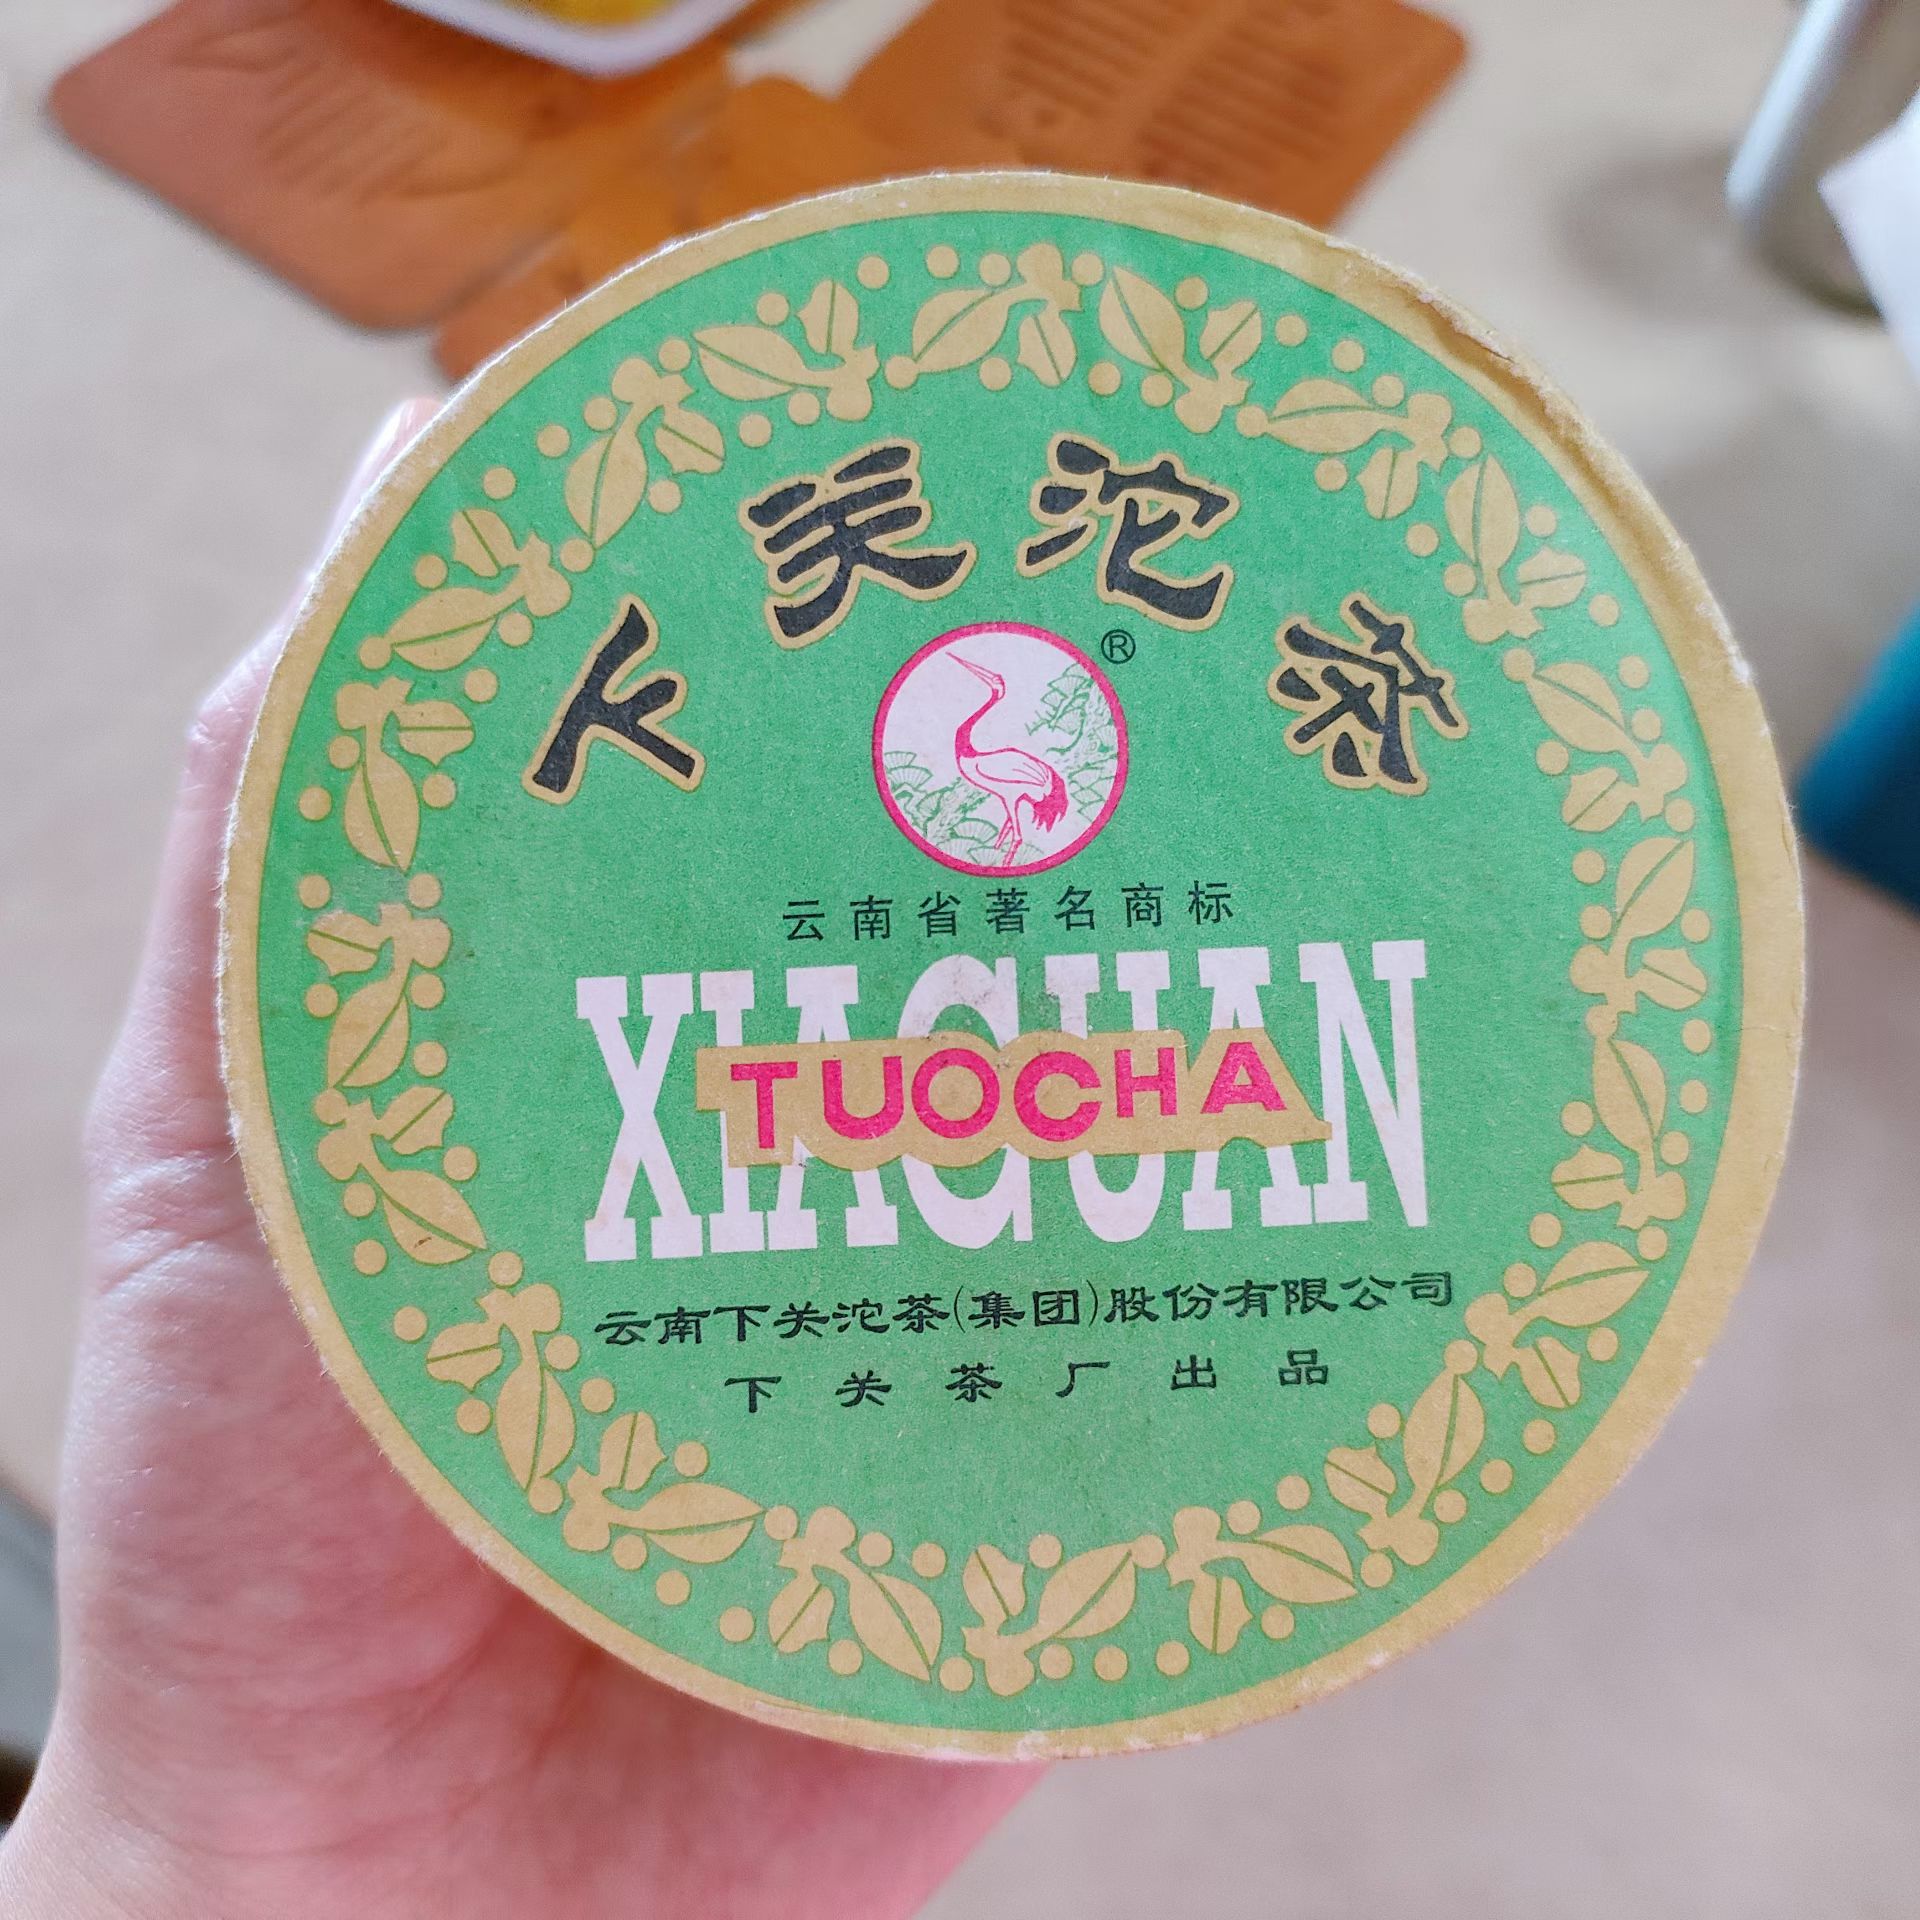 下关沱茶
®
云南省著名商标
XIAGUAN
TUOCHA
云南下关沱茶(集团)股份有限公司
下关茶厂出品